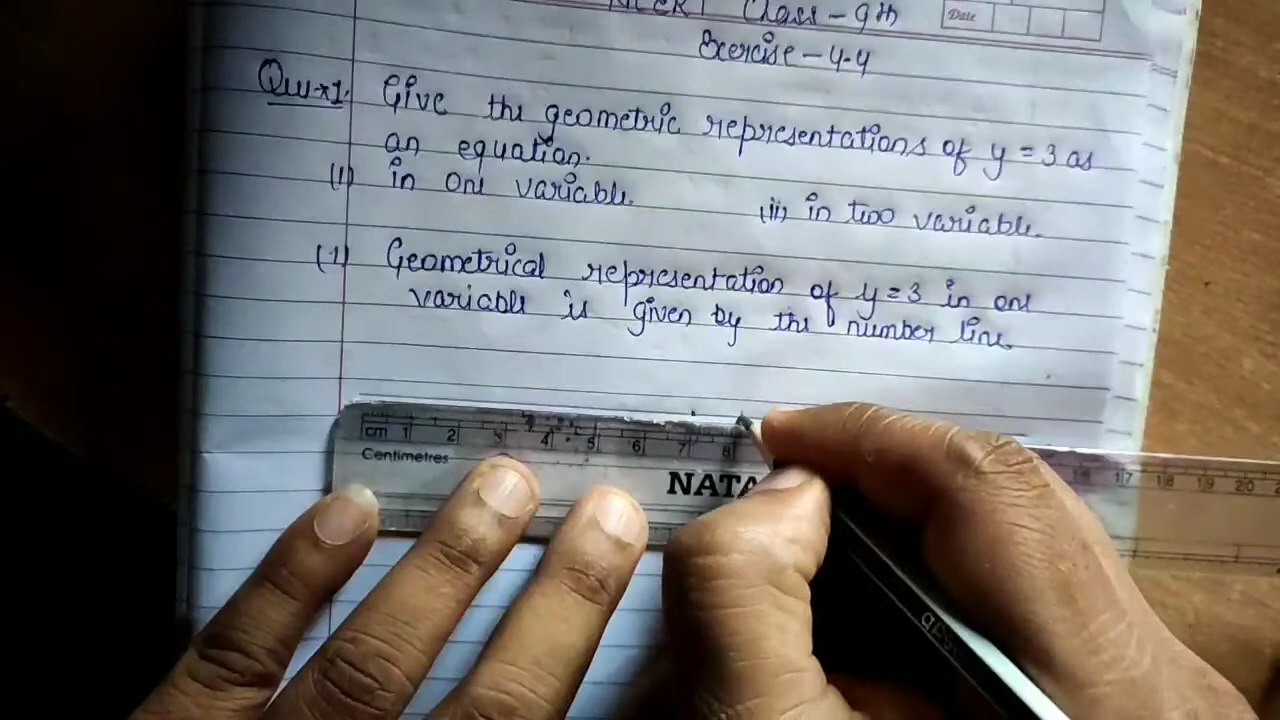 NCERT Class - 9th
Date
Exercise - 4.4
Give the geometric representations of y = 3 as
an equation.
(i) in one variable. (ii) in two variable.
(1) Geometrical representation of y = 3 in one
variable is given by the number line.
cm 1 2 3 4 5 6 7 8 17 18 19 20
Centimetres
NATA